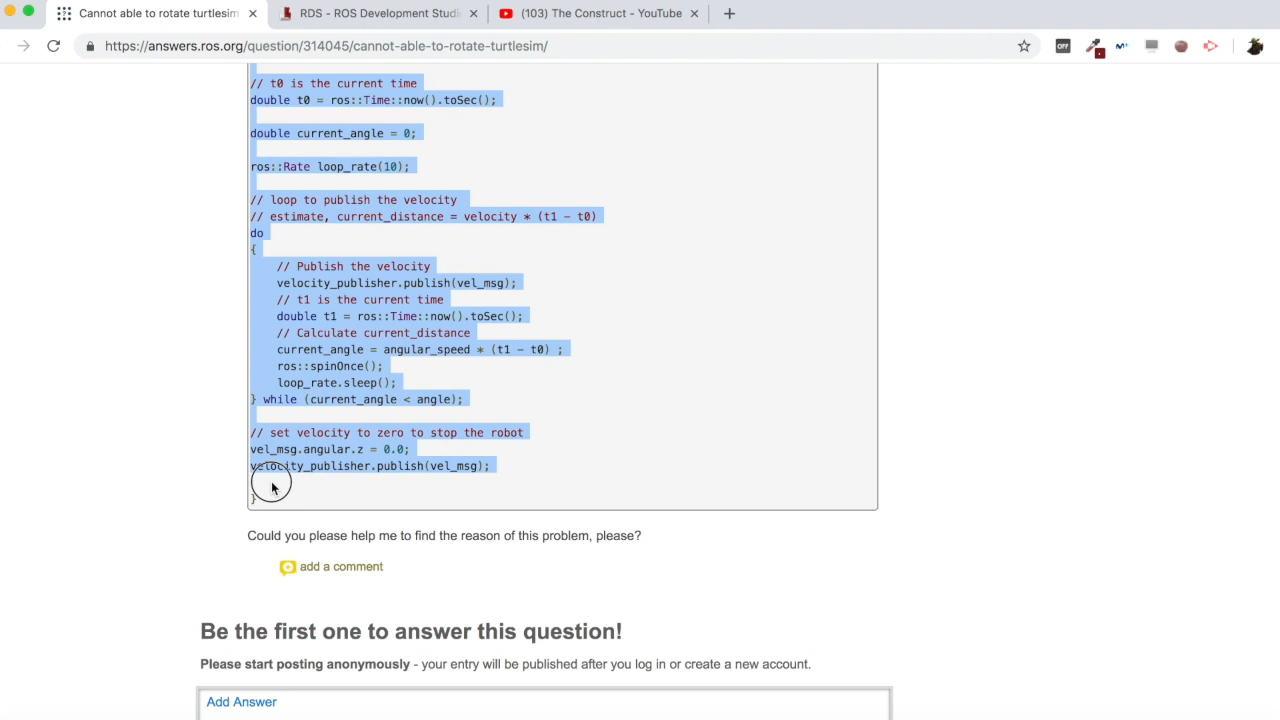 Cannot able to rotate turtlesim
RDS - ROS Development Studi
(103) The Construct - YouTube
https://answers.ros.org/question/314045/cannot-able-to-rotate-turtlesim/
OFF
// t0 is the current time
double t0 = ros::Time::now().toSec();
double current_angle = 0;
ros::Rate loop_rate(10);
// loop to publish the velocity
// estimate, current_distance = velocity * (t1 - t0)
do
{
// Publish the velocity
velocity_publisher.publish(vel_msg);
// t1 is the current time
double t1 = ros::Time::now().toSec();
// Calculate current_distance
current_angle = angular_speed * (t1 - t0) ;
ros::spinOnce();
loop_rate.sleep();
} while (current_angle < angle);
// set velocity to zero to stop the robot
vel_msg.angular.z = 0.0;
velocity_publisher.publish(vel_msg);
}
Could you please help me to find the reason of this problem, please?
add a comment
Be the first one to answer this question!
Please start posting anonymously - your entry will be published after you log in or create a new account.
Add Answer